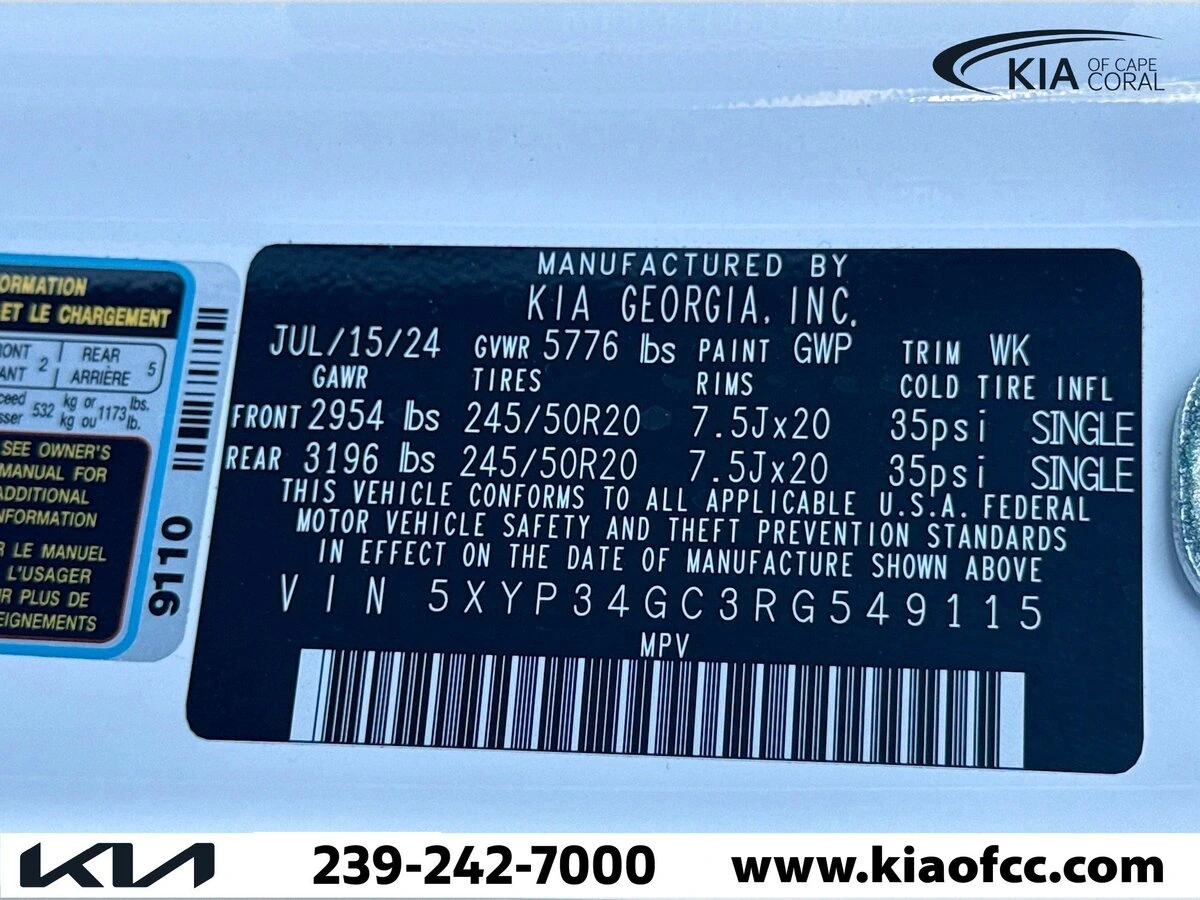 KIA OF CAPE CORAL
ORMATION
ET LE CHARGEMENT
2 REAR
ARRIÈRE 5
532 kg or 1173 lbs.
kg ou lb.
SEE OWNER'S
MANUAL FOR
ADDITIONAL
NFORMATION
R LE MANUEL
L'USAGER
PLUS DE
EIGNEMENTS
9110
MANUFACTURED BY
KIA GEORGIA, INC.
JUL/15/24 GVWR 5776 lbs PAINT GWP TRIM WK
GAWR TIRES RIMS COLD TIRE INFL
FRONT 2954 lbs 245/50R20 7.5Jx20 35psi SINGLE
REAR 3196 lbs 245/50R20 7.5Jx20 35psi SINGLE
THIS VEHICLE CONFORMS TO ALL APPLICABLE U.S.A. FEDERAL
MOTOR VEHICLE SAFETY AND THEFT PREVENTION STANDARDS
IN EFFECT ON THE DATE OF MANUFACTURE SHOWN ABOVE
VIN 5XYP34GC3RG549115
MPV
KIA 239-242-7000 www.kiaofcc.com